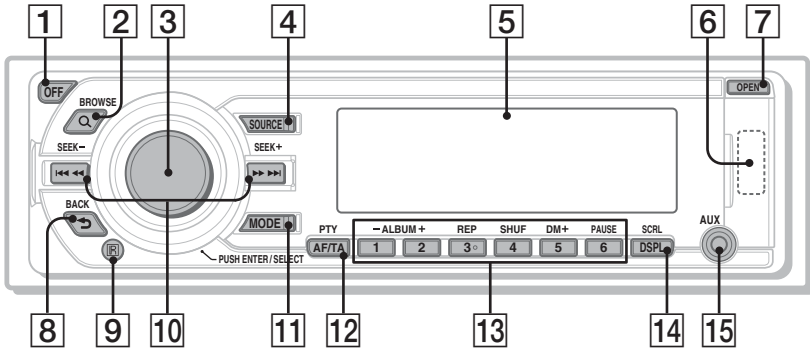 1 2 3 4 5 6 7
OFF
OPEN
BROWSE
SOURCE
SEEK− SEEK+
BACK
MODE
AUX
PTY −ALBUM+ REP SHUF DM+ PAUSE SCRL
AF/TA 1 2 3 4 5 6 DSPL
PUSH ENTER/SELECT
R
8 9 10 11 12 13 14 15